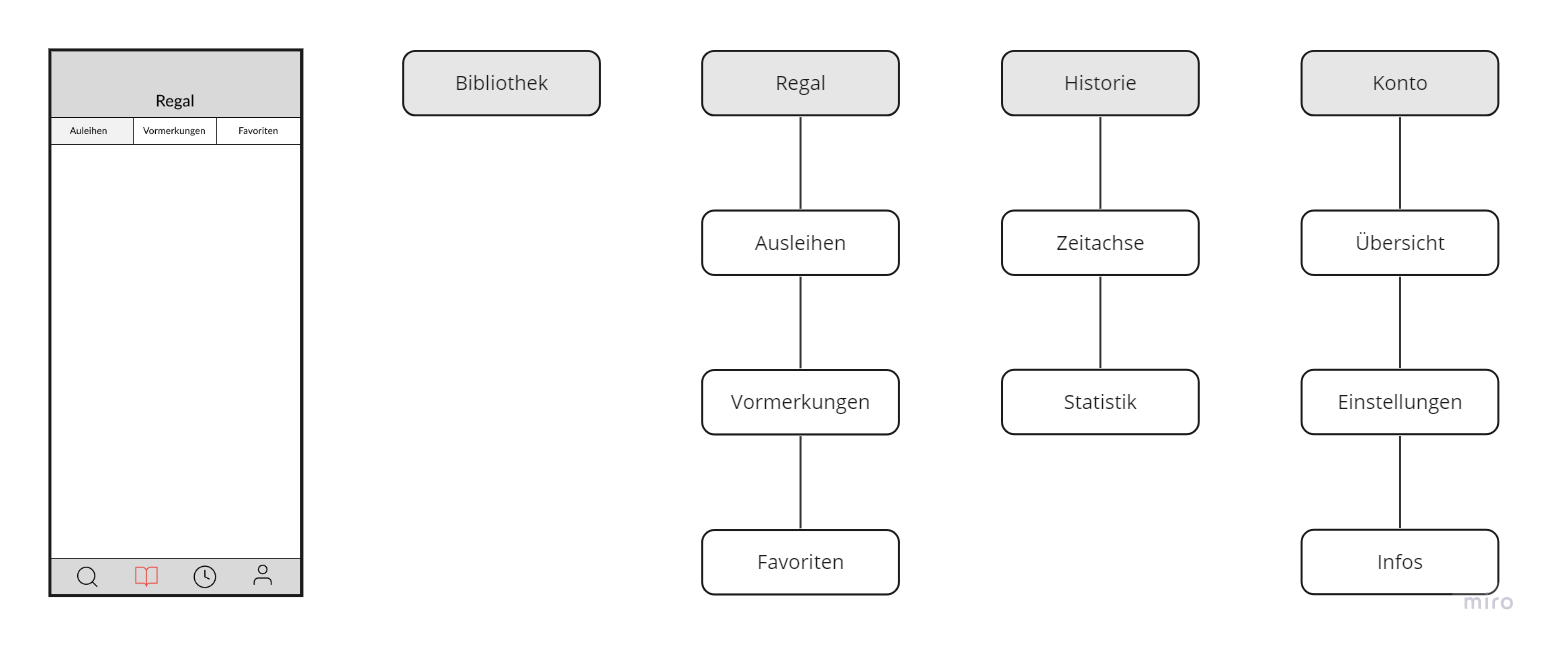 Regal
Auleihen Vormerkungen Favoriten
Bibliothek Regal Historie Konto
Ausleihen Zeitachse Übersicht
Vormerkungen Statistik Einstellungen
Favoriten Infos
miro